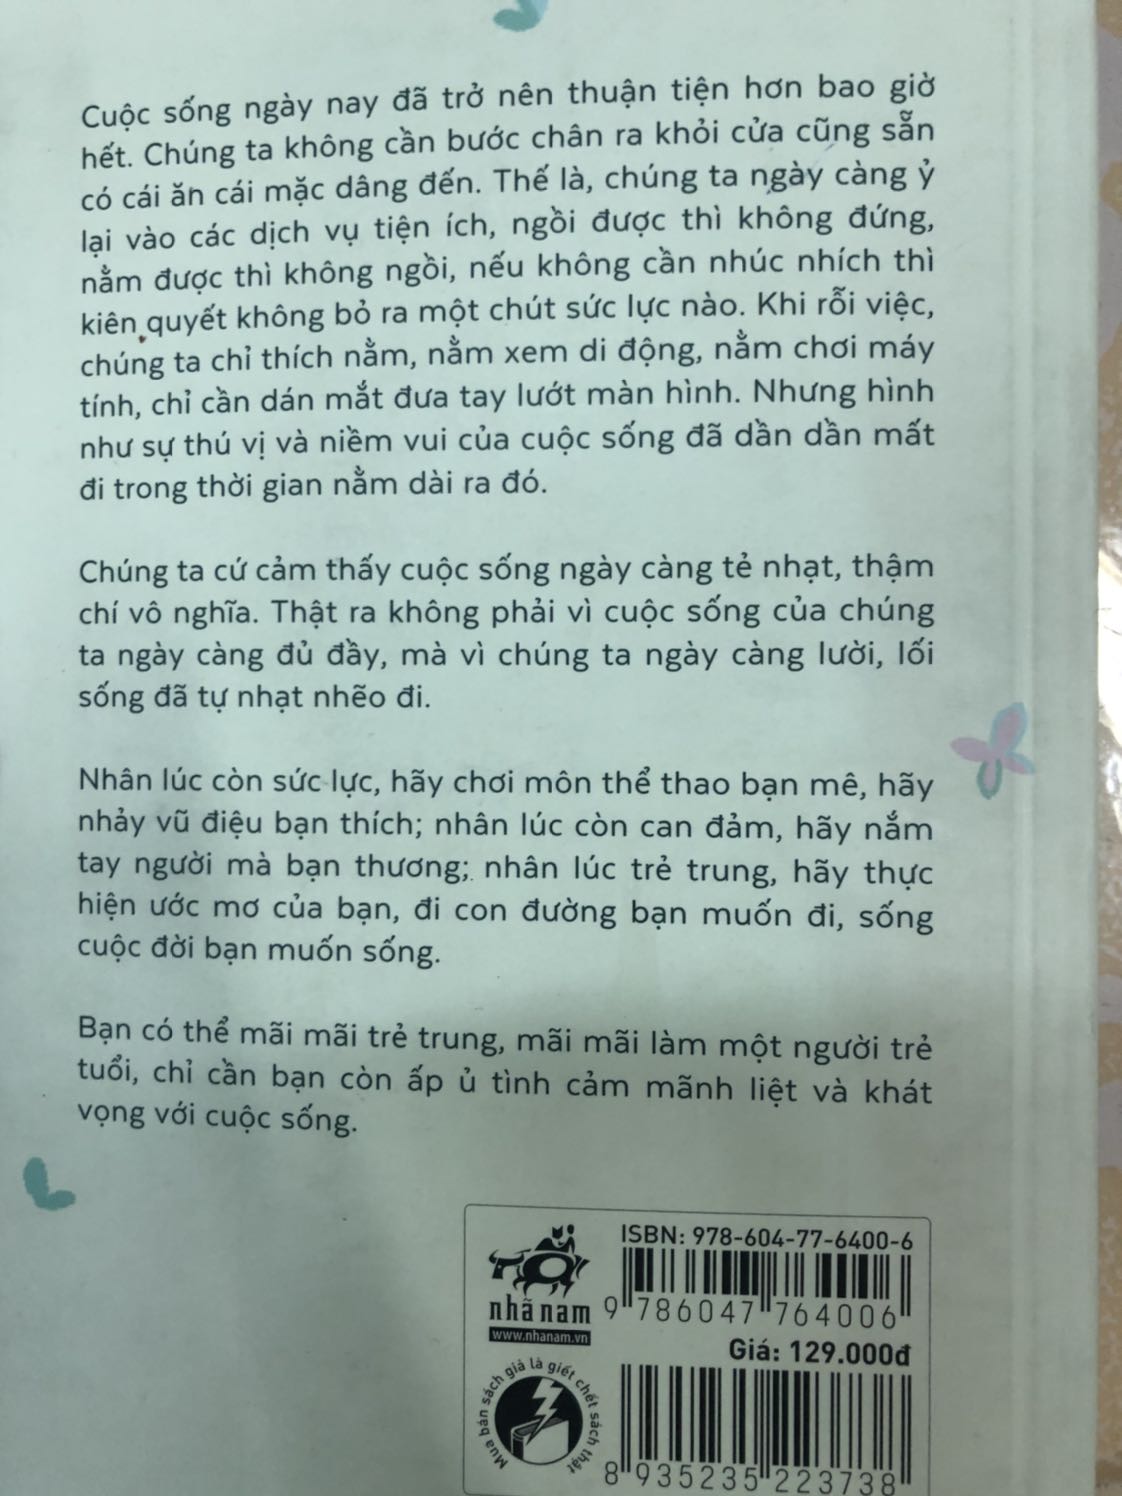 Cuộc sống ngày nay đã trở nên thuận tiện hơn bao giờ
hết. Chúng ta không cần bước chân ra khỏi cửa cũng sẵn
có cái ăn cái mặc dâng đến. Thế là, chúng ta ngày càng ỷ
lại vào các dịch vụ tiện ích, ngồi được thì không đứng,
nằm được thì không ngồi, nếu không cần nhúc nhích thì
kiên quyết không bỏ ra một chút sức lực nào. Khi rỗi việc,
chúng ta chỉ thích nằm, nằm xem di động, nằm chơi máy
tính, chỉ cần dán mắt đưa tay lướt màn hình. Nhưng hình
như sự thú vị và niềm vui của cuộc sống đã dần dần mất
đi trong thời gian nằm dài ra đó.
Chúng ta cứ cảm thấy cuộc sống ngày càng tẻ nhạt, thậm
chí vô nghĩa. Thật ra không phải vì cuộc sống của chúng
ta ngày càng đủ đầy, mà vì chúng ta ngày càng lười, lối
sống đã tự nhạt nhẽo đi.
Nhân lúc còn sức lực, hãy chơi môn thể thao bạn mê, hãy
nhảy vũ điệu bạn thích; nhân lúc còn can đảm, hãy nắm
tay người mà bạn thương; nhân lúc trẻ trung, hãy thực
hiện ước mơ của bạn, đi con đường bạn muốn đi, sống
cuộc đời bạn muốn sống.
Bạn có thể mãi mãi trẻ trung, mãi mãi làm một người trẻ
tuổi, chỉ cần bạn còn ấp ủ tình cảm mãnh liệt và khát
vọng với cuộc sống.
ISBN: 978-604-77-6400-6
nhã nam
www.nhanam.vn
9 786047 764006
Giá: 129.000đ
Mua bán sách giả là giết chết sách thật
8 935235 223738